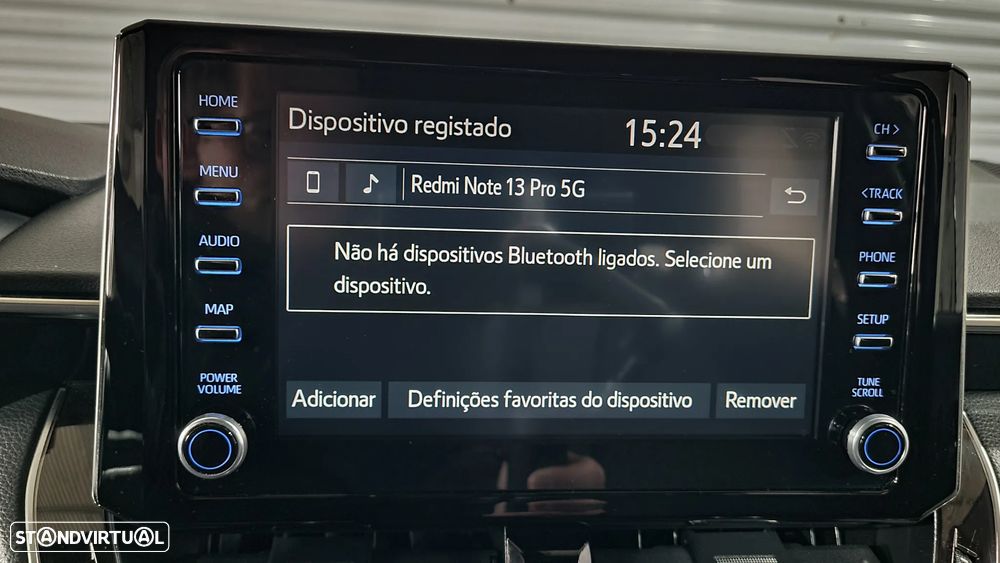 HOME
MENU
AUDIO
MAP
POWER
VOLUME
Dispositivo registado
15:24
Redmi Note 13 Pro 5G
Não há dispositivos Bluetooth ligados. Selecione um
dispositivo.
Adicionar
Definições favoritas do dispositivo
Remover
CH >
< TRACK
PHONE
SETUP
TUNE
SCROLL
STANDVIRTUAL